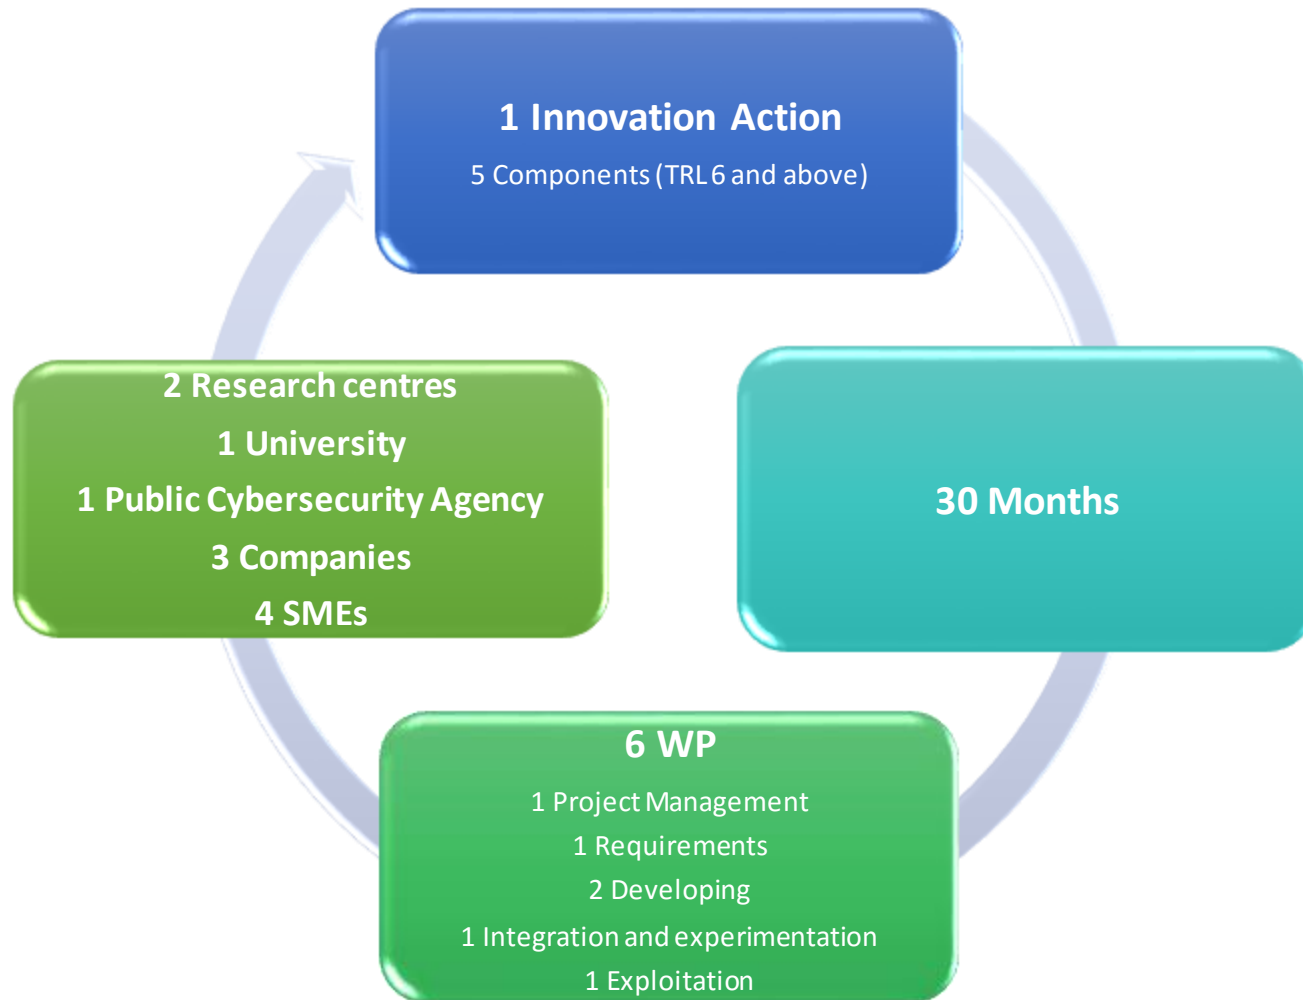 1 Innovation Action
5 Components (TRL 6 and above)
2 Research centres
1 University
1 Public Cybersecurity Agency
3 Companies
4 SMEs
30 Months
6 WP
1 Project Management
1 Requirements
2 Developing
1 Integration and experimentation
1 Exploitation